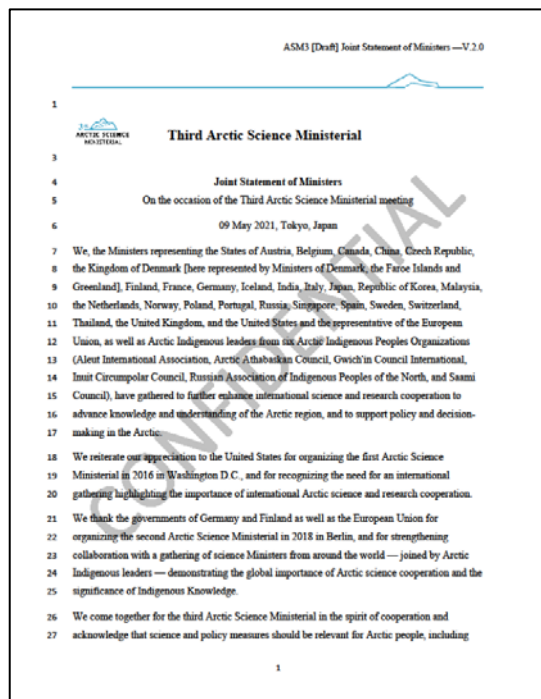 ASM3 [Draft] Joint Statement of Ministers —V.2.0
1
ARCTIC SCIENCE
MINISTERIAL
Third Arctic Science Ministerial
3
4 Joint Statement of Ministers
5 On the occasion of the Third Arctic Science Ministerial meeting
6 09 May 2021, Tokyo, Japan
7 We, the Ministers representing the States of Austria, Belgium, Canada, China, Czech Republic,
8 the Kingdom of Denmark [here represented by Ministers of Denmark, the Faroe Islands and
9 Greenland], Finland, France, Germany, Iceland, India, Italy, Japan, Republic of Korea, Malaysia,
10 the Netherlands, Norway, Poland, Portugal, Russia, Singapore, Spain, Sweden, Switzerland,
11 Thailand, the United Kingdom, and the United States and the representative of the European
12 Union, as well as Arctic Indigenous leaders from six Arctic Indigenous Peoples Organizations
13 (Aleut International Association, Arctic Athabaskan Council, Gwich'in Council International,
14 Inuit Circumpolar Council, Russian Association of Indigenous Peoples of the North, and Saami
15 Council), have gathered to further enhance international science and research cooperation to
16 advance knowledge and understanding of the Arctic region, and to support policy and decision-
17 making in the Arctic.
18 We reiterate our appreciation to the United States for organizing the first Arctic Science
19 Ministerial in 2016 in Washington D.C., and for recognizing the need for an international
20 gathering highlighting the importance of international Arctic science and research cooperation.
21 We thank the governments of Germany and Finland as well as the European Union for
22 organizing the second Arctic Science Ministerial in 2018 in Berlin, and for strengthening
23 collaboration with a gathering of science Ministers from around the world — joined by Arctic
24 Indigenous leaders — demonstrating the global importance of Arctic science cooperation and the
25 significance of Indigenous Knowledge.
26 We come together for the third Arctic Science Ministerial in the spirit of cooperation and
27 acknowledge that science and policy measures should be relevant for Arctic people, including
1
CONFIDENTIAL